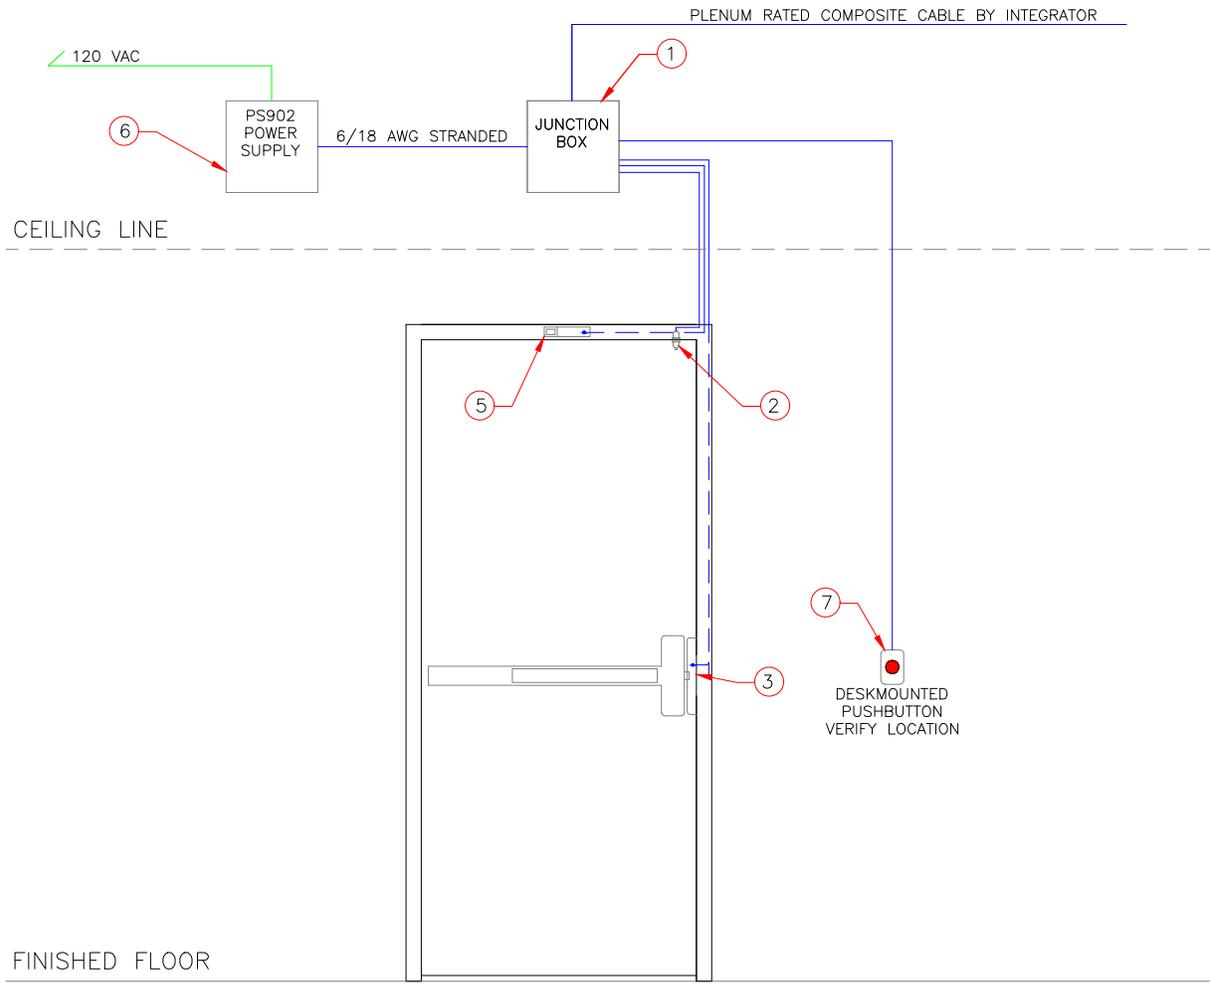 PLENUM RATED COMPOSITE CABLE BY INTEGRATOR
120 VAC
1
PS902
POWER
SUPPLY
6
6/18 AWG STRANDED
JUNCTION
BOX
CEILING LINE
5
2
7
3
DESKMOUNTED
PUSHBUTTON
VERIFY LOCATION
FINISHED FLOOR